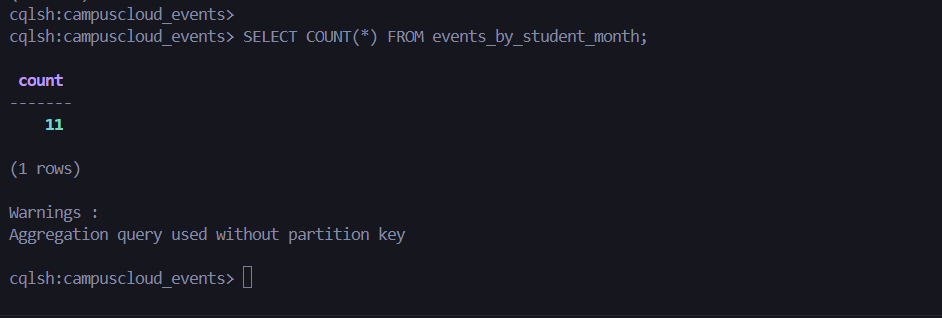 cqlsh:campuscloud_events>
cqlsh:campuscloud_events> SELECT COUNT(*) FROM events_by_student_month;
count
-------
11
(1 rows)
Warnings :
Aggregation query used without partition key
cqlsh:campuscloud_events>